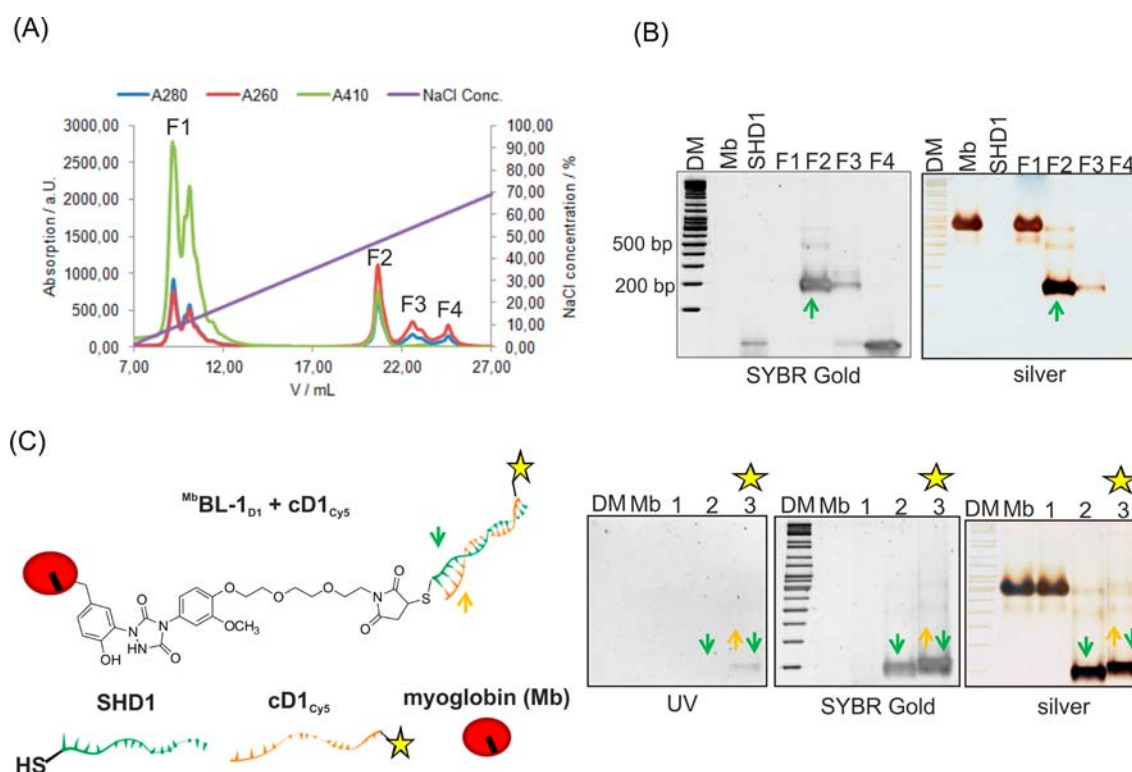 (A)
A280 A260 A410 NaCl Conc.
3000,00
2500,00
2000,00
1500,00
1000,00
500,00
0,00
Absorption / a.U.
100,00
90,00
80,00
70,00
60,00
50,00
40,00
30,00
20,00
10,00
0,00
NaCl concentration / %
F1
F2
F3
F4
7,00 12,00 17,00 22,00 27,00
V / mL
(B)
DM Mb SHD1 F1 F2 F3 F4
500 bp
200 bp
SYBR Gold
DM Mb SHD1 F1 F2 F3 F4
silver
(C)
MbBL-1D1 + cD1Cy5
OH
N
N
HN
O
O
O
OCH3
O
O
O
N
O
O
S
SHD1
cD1Cy5
myoglobin (Mb)
HS
DM Mb 1 2 3
UV
DM Mb 1 2 3
SYBR Gold
DM Mb 1 2 3
silver